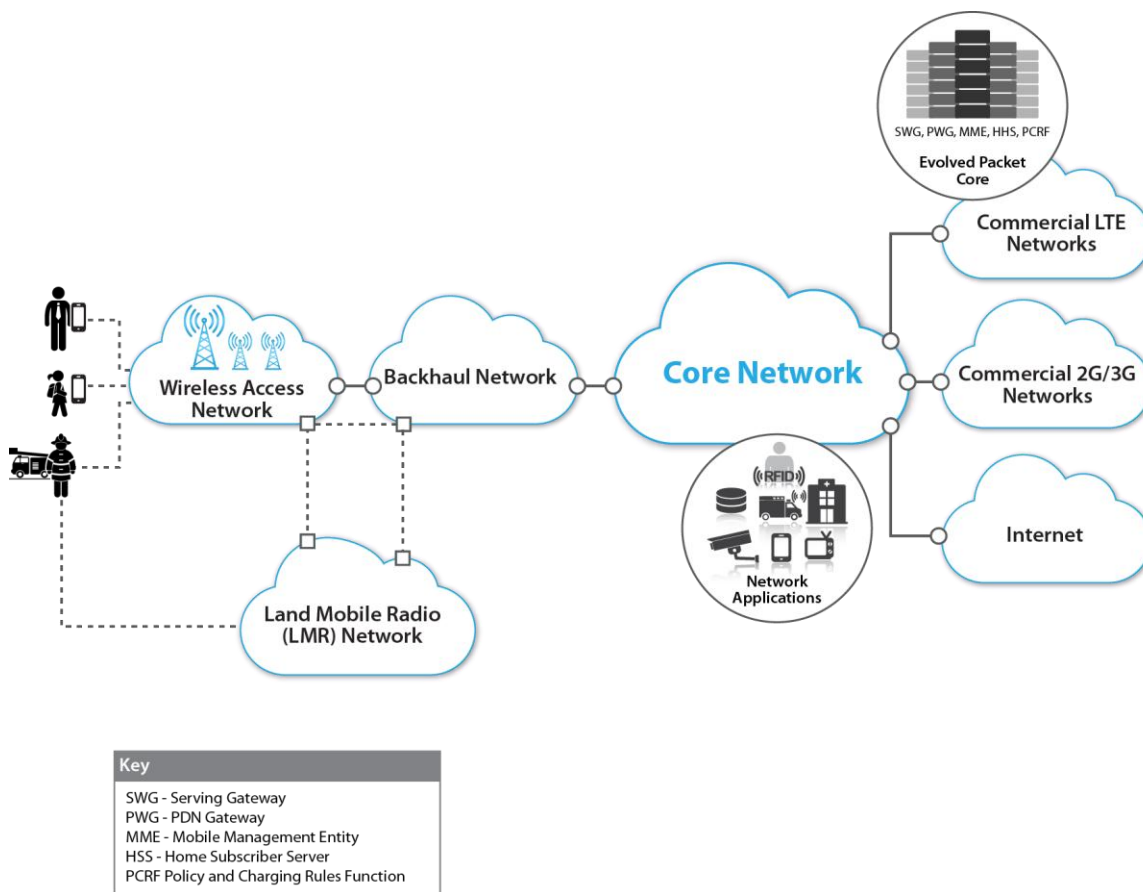 SWG, PWG, MME, HHS, PCRF
Evolved Packet
Core
Commercial LTE
Networks
Wireless Access
Network
Backhaul Network
Core Network
Commercial 2G/3G
Networks
RFID
Network
Applications
Internet
Land Mobile Radio
(LMR) Network
Key
SWG - Serving Gateway
PWG - PDN Gateway
MME - Mobile Management Entity
HSS - Home Subscriber Server
PCRF Policy and Charging Rules Function